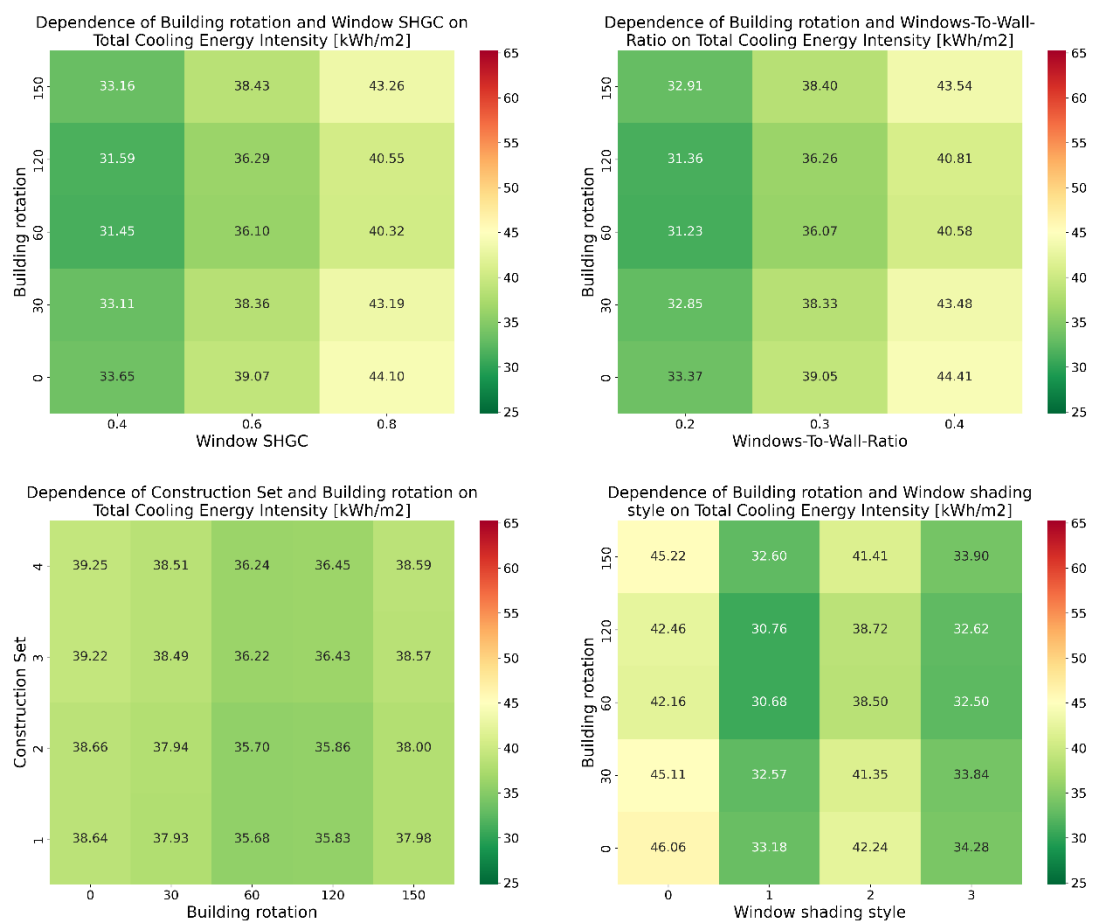 Dependence of Building rotation and Window SHGC on
Total Cooling Energy Intensity [kWh/m2]
Building rotation
150 33.16 38.43 43.26
120 31.59 36.29 40.55
60 31.45 36.10 40.32
30 33.11 38.36 43.19
0 33.65 39.07 44.10
0.4 0.6 0.8
Window SHGC
65
60
55
50
45
40
35
30
25
Dependence of Building rotation and Windows-To-Wall-
Ratio on Total Cooling Energy Intensity [kWh/m2]
Building rotation
150 32.91 38.40 43.54
120 31.36 36.26 40.81
60 31.23 36.07 40.58
30 32.85 38.33 43.48
0 33.37 39.05 44.41
0.2 0.3 0.4
Windows-To-Wall-Ratio
65
60
55
50
45
40
35
30
25
Dependence of Construction Set and Building rotation on
Total Cooling Energy Intensity [kWh/m2]
Construction Set
4 39.25 38.51 36.24 36.45 38.59
3 39.22 38.49 36.22 36.43 38.57
2 38.66 37.94 35.70 35.86 38.00
1 38.64 37.93 35.68 35.83 37.98
0 30 60 120 150
Building rotation
65
60
55
50
45
40
35
30
25
Dependence of Building rotation and Window shading
style on Total Cooling Energy Intensity [kWh/m2]
Building rotation
150 45.22 32.60 41.41 33.90
120 42.46 30.76 38.72 32.62
60 42.16 30.68 38.50 32.50
30 45.11 32.57 41.35 33.84
0 46.06 33.18 42.24 34.28
0 1 2 3
Window shading style
65
60
55
50
45
40
35
30
25